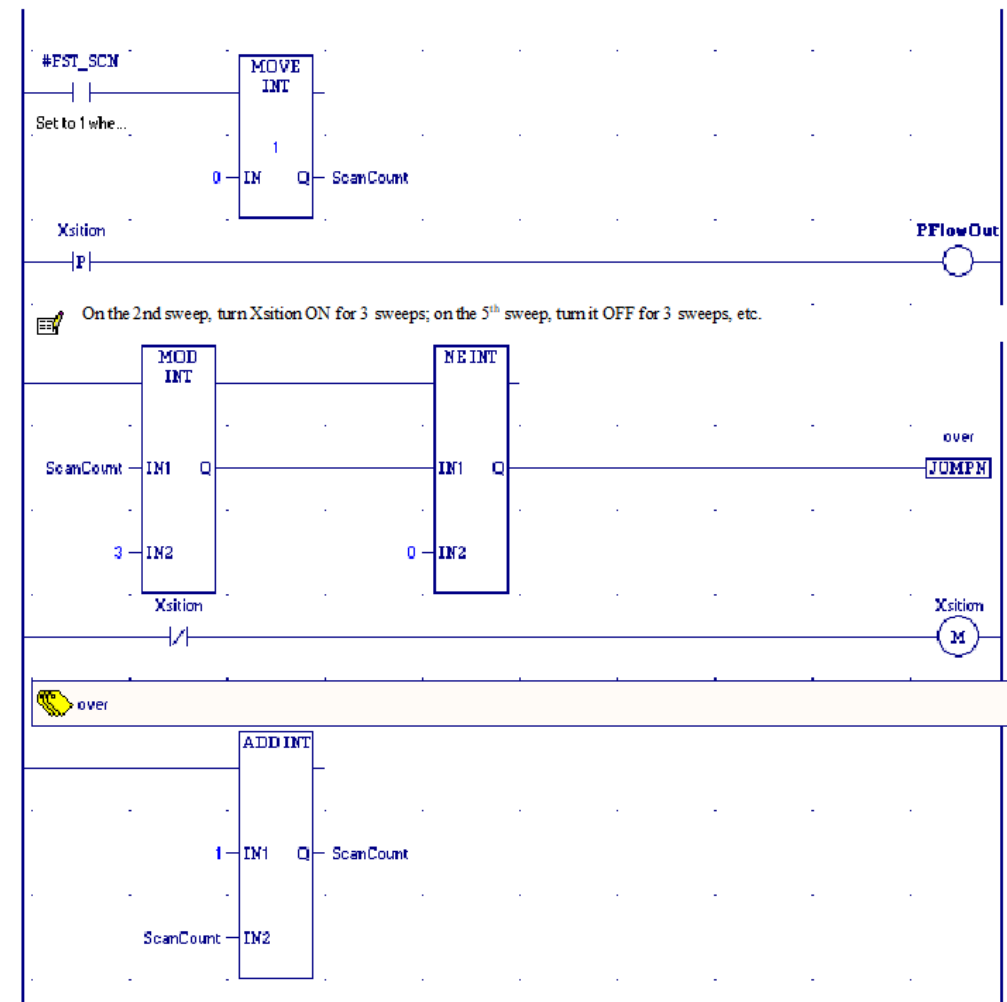 #FST_SCN
MOVE
INT
Set to 1 whe...
1
0 IN Q ScanCount
Xsition PFlowOut
P
On the 2nd sweep, turn Xsition ON for 3 sweeps; on the 5th sweep, turn it OFF for 3 sweeps, etc.
MOD NE INT
INT
over
ScanCount IN1 Q IN1 Q JUMPN
3 IN2 0 IN2
Xsition Xsition
M
over
ADD INT
1 IN1 Q ScanCount
ScanCount IN2